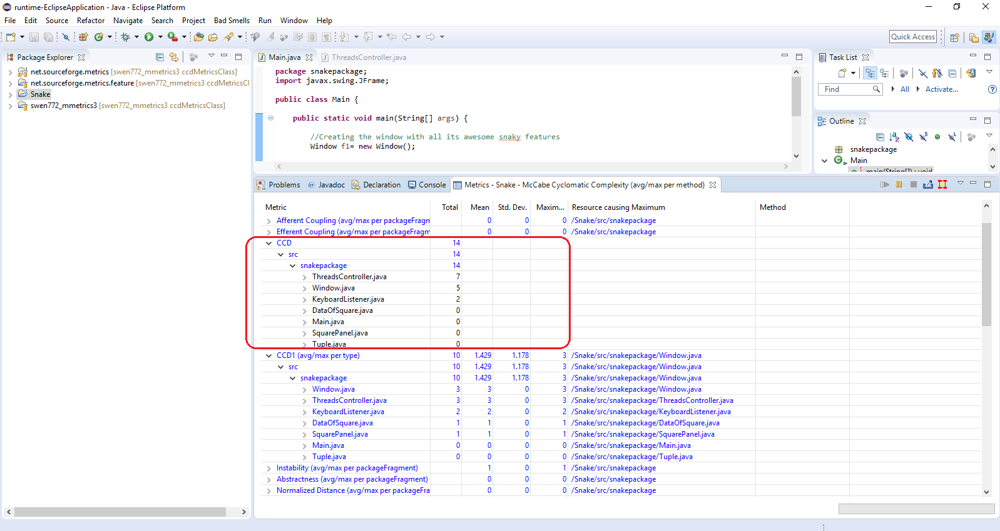 runtime-EclipseApplication - Java - Eclipse Platform
File Edit Source Refactor Navigate Search Project Bad Smells Run Window Help
Quick Access
Package Explorer
net.sourceforge.metrics [swen772_mmetrics3 ccdMetricsClass]
net.sourceforge.metrics.feature [swen772_mmetrics3 ccdMetricsCl
Snake
swen772_mmetrics3 [swen772_mmetrics3 ccdMetricsClass]
Main.java ThreadsController.java
package snakepackage;
import javax.swing.JFrame;
public class Main {
public static void main(String[] args) {
//Creating the window with all its awesome snaky features
Window f1= new Window();
Task List
Find All Activate...
Outline
snakepackage
Main
main(String[]) : void
Problems @ Javadoc Declaration Console Metrics - Snake - McCabe Cyclomatic Complexity (avg/max per method)
Metric Total Mean Std. Dev. Maxim... Resource causing Maximum Method
Afferent Coupling (avg/max per packageFragm 0 0 0 /Snake/src/snakepackage
Efferent Coupling (avg/max per packageFragm 0 0 0 /Snake/src/snakepackage
CCD 14
src 14
snakepackage 14
ThreadsController.java 7
Window.java 5
KeyboardListener.java 2
DataOfSquare.java 0
Main.java 0
SquarePanel.java 0
Tuple.java 0
CCD1 (avg/max per type) 10 1.429 1.178 3 /Snake/src/snakepackage/Window.java
src 10 1.429 1.178 3 /Snake/src/snakepackage/Window.java
snakepackage 10 1.429 1.178 3 /Snake/src/snakepackage/Window.java
Window.java 3 3 0 3 /Snake/src/snakepackage/Window.java
ThreadsController.java 3 3 0 3 /Snake/src/snakepackage/ThreadsController.java
KeyboardListener.java 2 2 0 2 /Snake/src/snakepackage/KeyboardListener.java
DataOfSquare.java 1 1 0 1 /Snake/src/snakepackage/DataOfSquare.java
SquarePanel.java 1 1 0 1 /Snake/src/snakepackage/SquarePanel.java
Main.java 0 0 0 0 /Snake/src/snakepackage/Main.java
Tuple.java 0 0 0 0 /Snake/src/snakepackage/Tuple.java
Instability (avg/max per packageFragment) 1 0 1 /Snake/src/snakepackage
Abstractness (avg/max per packageFragment) 0 0 0 /Snake/src/snakepackage
Normalized Distance (avg/max per packageFra 0 0 0 /Snake/src/snakepackage